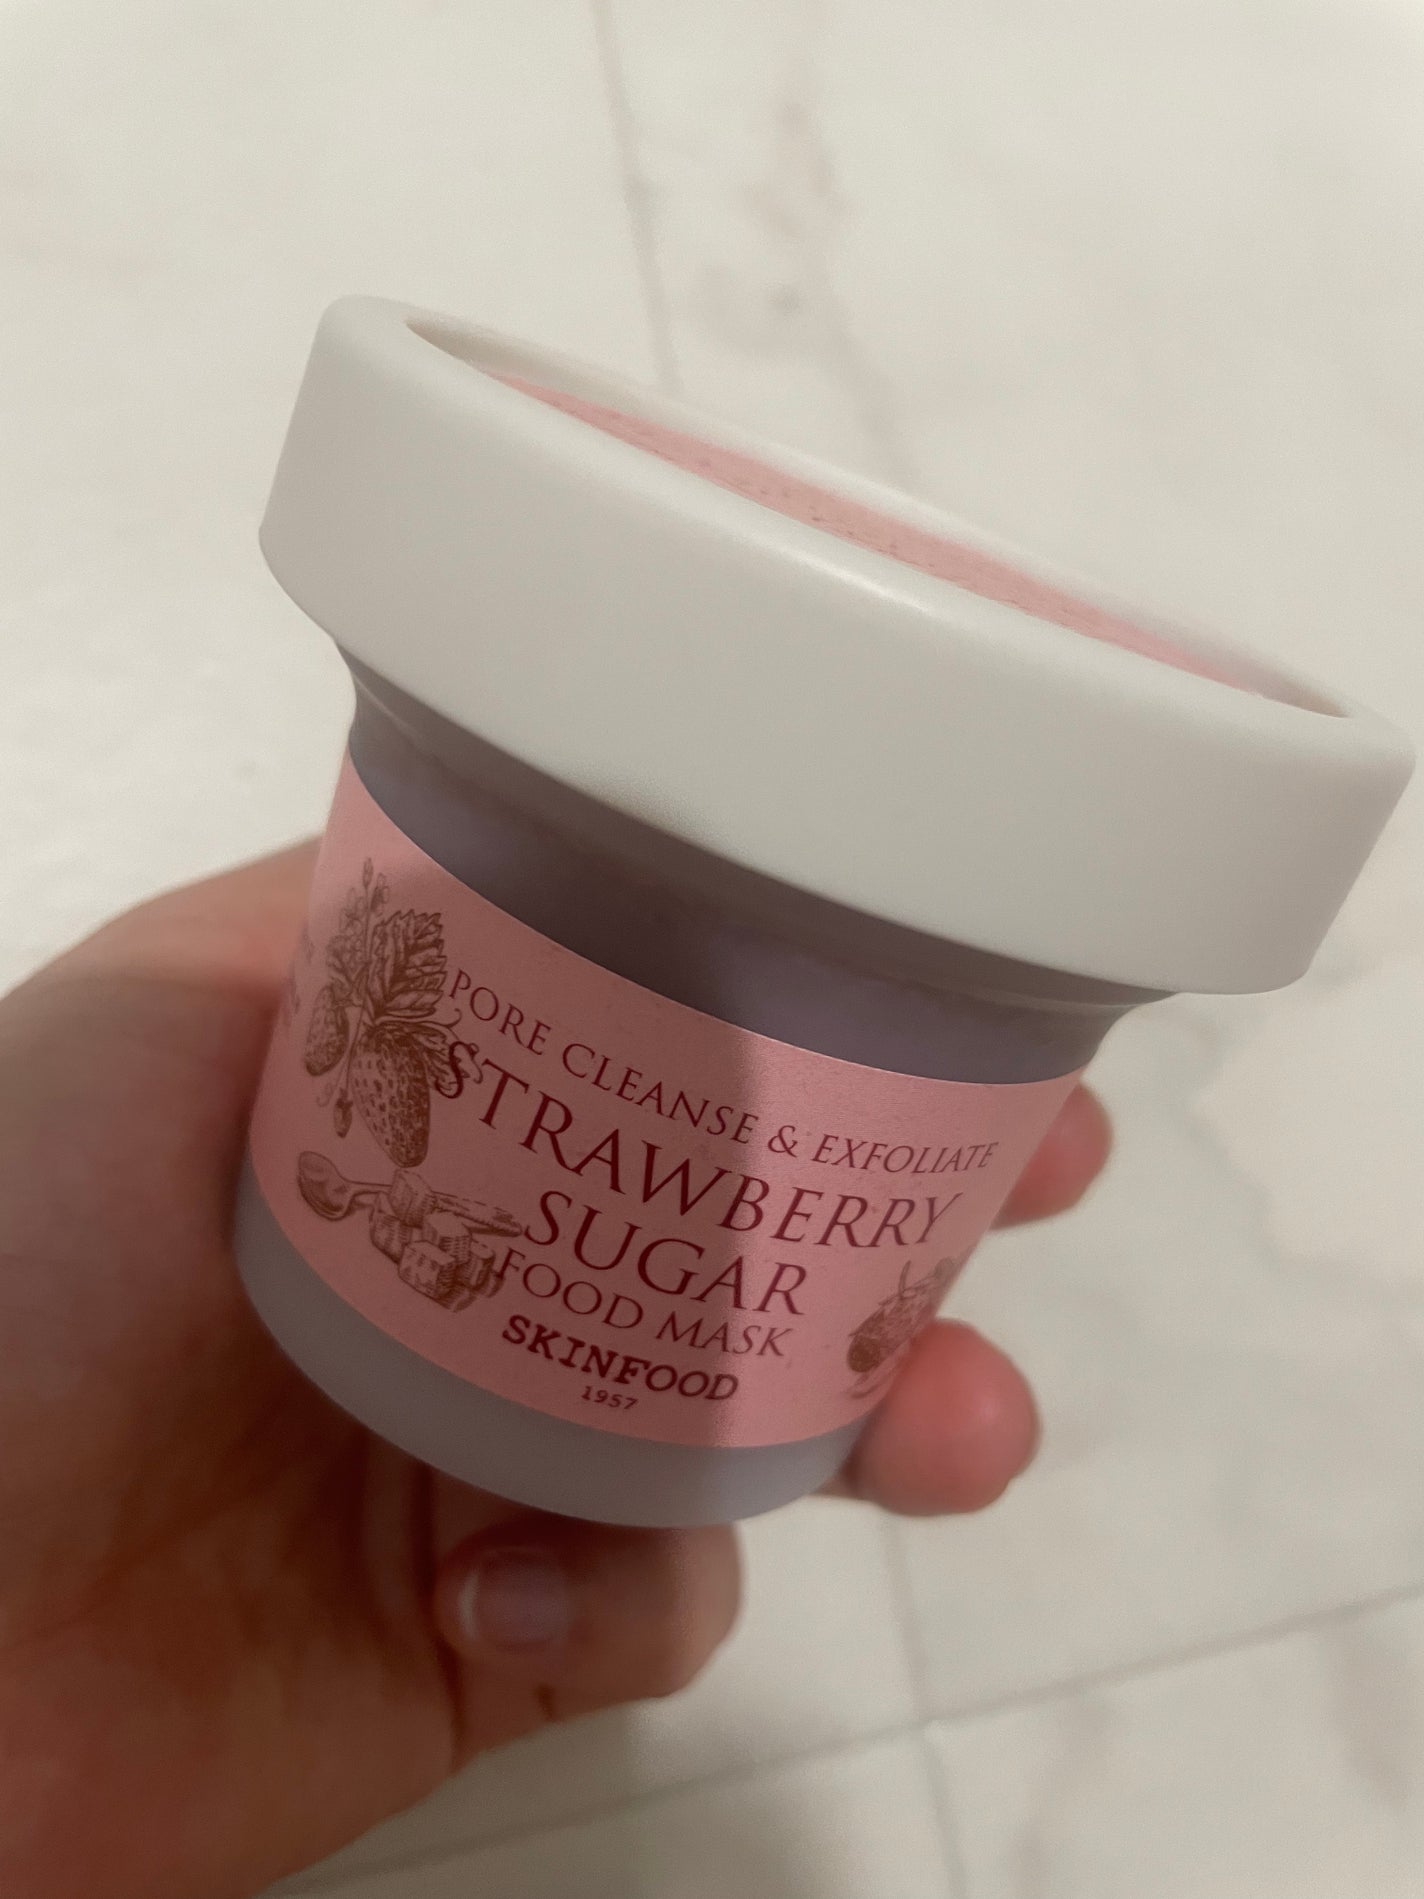 PORE CLEANSE & EXFOLIATE
STRAWBERRY
SUGAR
FOOD MASK
SKINFOOD
1957